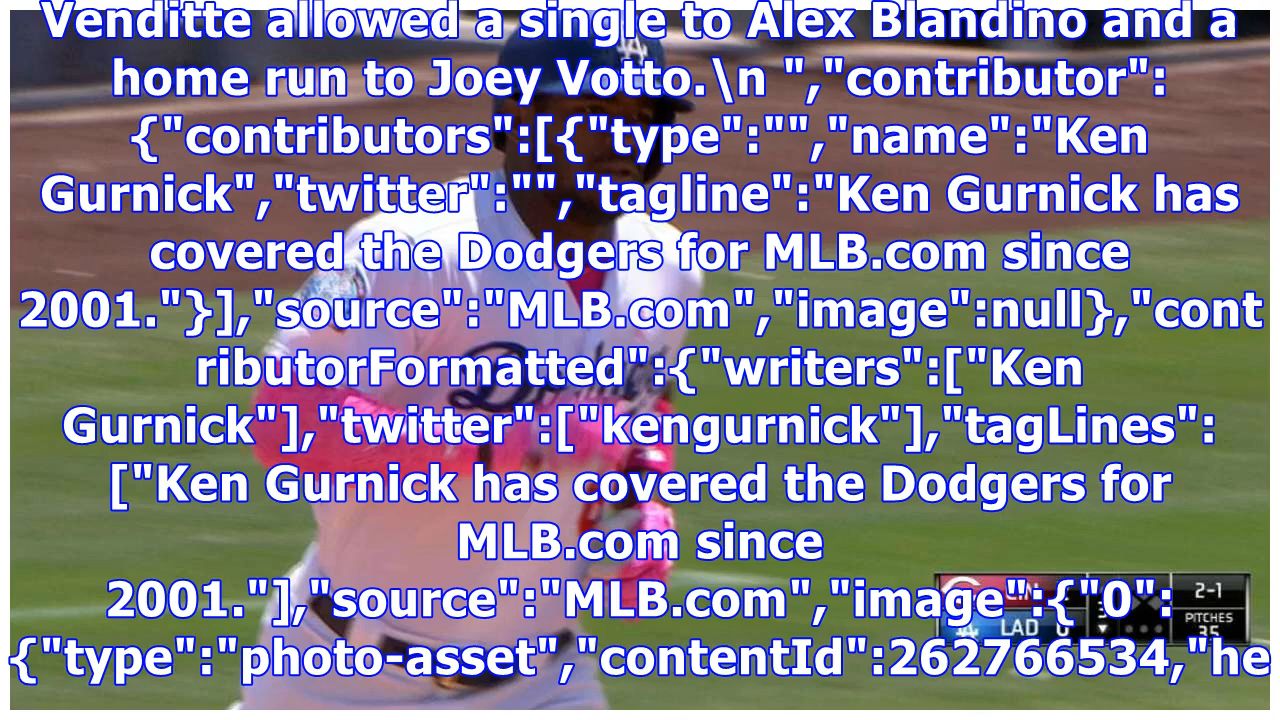 Venditte allowed a single to Alex Blandino and a
home run to Joey Votto.\n ","contributor":
{"contributors":[{"type":"","name":"Ken
Gurnick","twitter":"","tagline":"Ken Gurnick has
covered the Dodgers for MLB.com since
2001."}],"source":"MLB.com","image":null},"cont
ributorFormatted":{"writers":["Ken
Gurnick"],"twitter":["kengurnick"],"tagLines":
["Ken Gurnick has covered the Dodgers for
MLB.com since
2001."],"source":"MLB.com","image":{"0":
{"type":"photo-asset","contentId":262766534,"he
LA
2-1
LAD
PITCHES
35